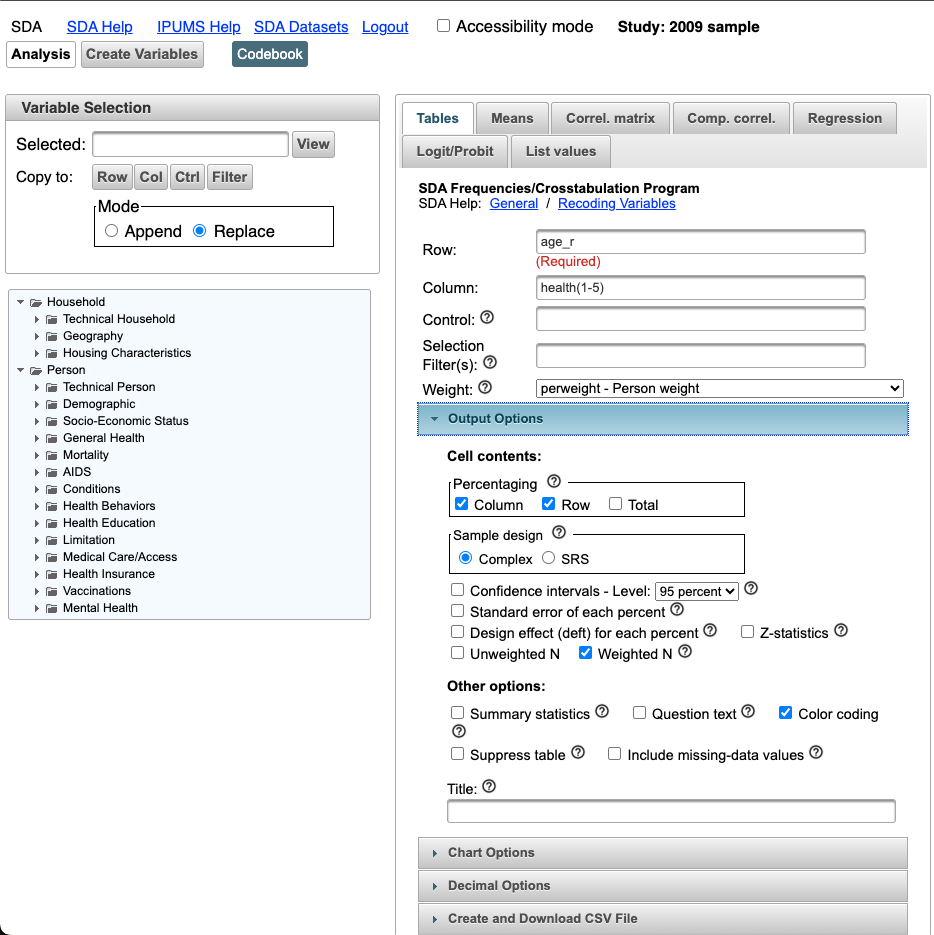 SDA SDA Help IPUMS Help SDA Datasets Logout Accessibility mode Study: 2009 sample
Analysis Create Variables Codebook
Variable Selection
Selected: View
Copy to: Row Col Ctrl Filter
Mode
Append Replace
Household
Technical Household
Geography
Housing Characteristics
Person
Technical Person
Demographic
Socio-Economic Status
General Health
Mortality
AIDS
Conditions
Health Behaviors
Health Education
Limitation
Medical Care/Access
Health Insurance
Vaccinations
Mental Health
Tables Means Correl. matrix Comp. correl. Regression
Logit/Probit List values
SDA Frequencies/Crosstabulation Program
SDA Help: General / Recoding Variables
Row: age_r
(Required)
Column: health(1-5)
Control: ?
Selection
Filter(s): ?
Weight: ? perweight - Person weight
Output Options
Cell contents:
Percentaging ?
Column Row Total
Sample design ?
Complex SRS
Confidence intervals - Level: 95 percent ?
Standard error of each percent ?
Design effect (deft) for each percent ? Z-statistics ?
Unweighted N Weighted N ?
Other options:
Summary statistics ? Question text ? Color coding
?
Suppress table ? Include missing-data values ?
Title: ?
Chart Options
Decimal Options
Create and Download CSV File